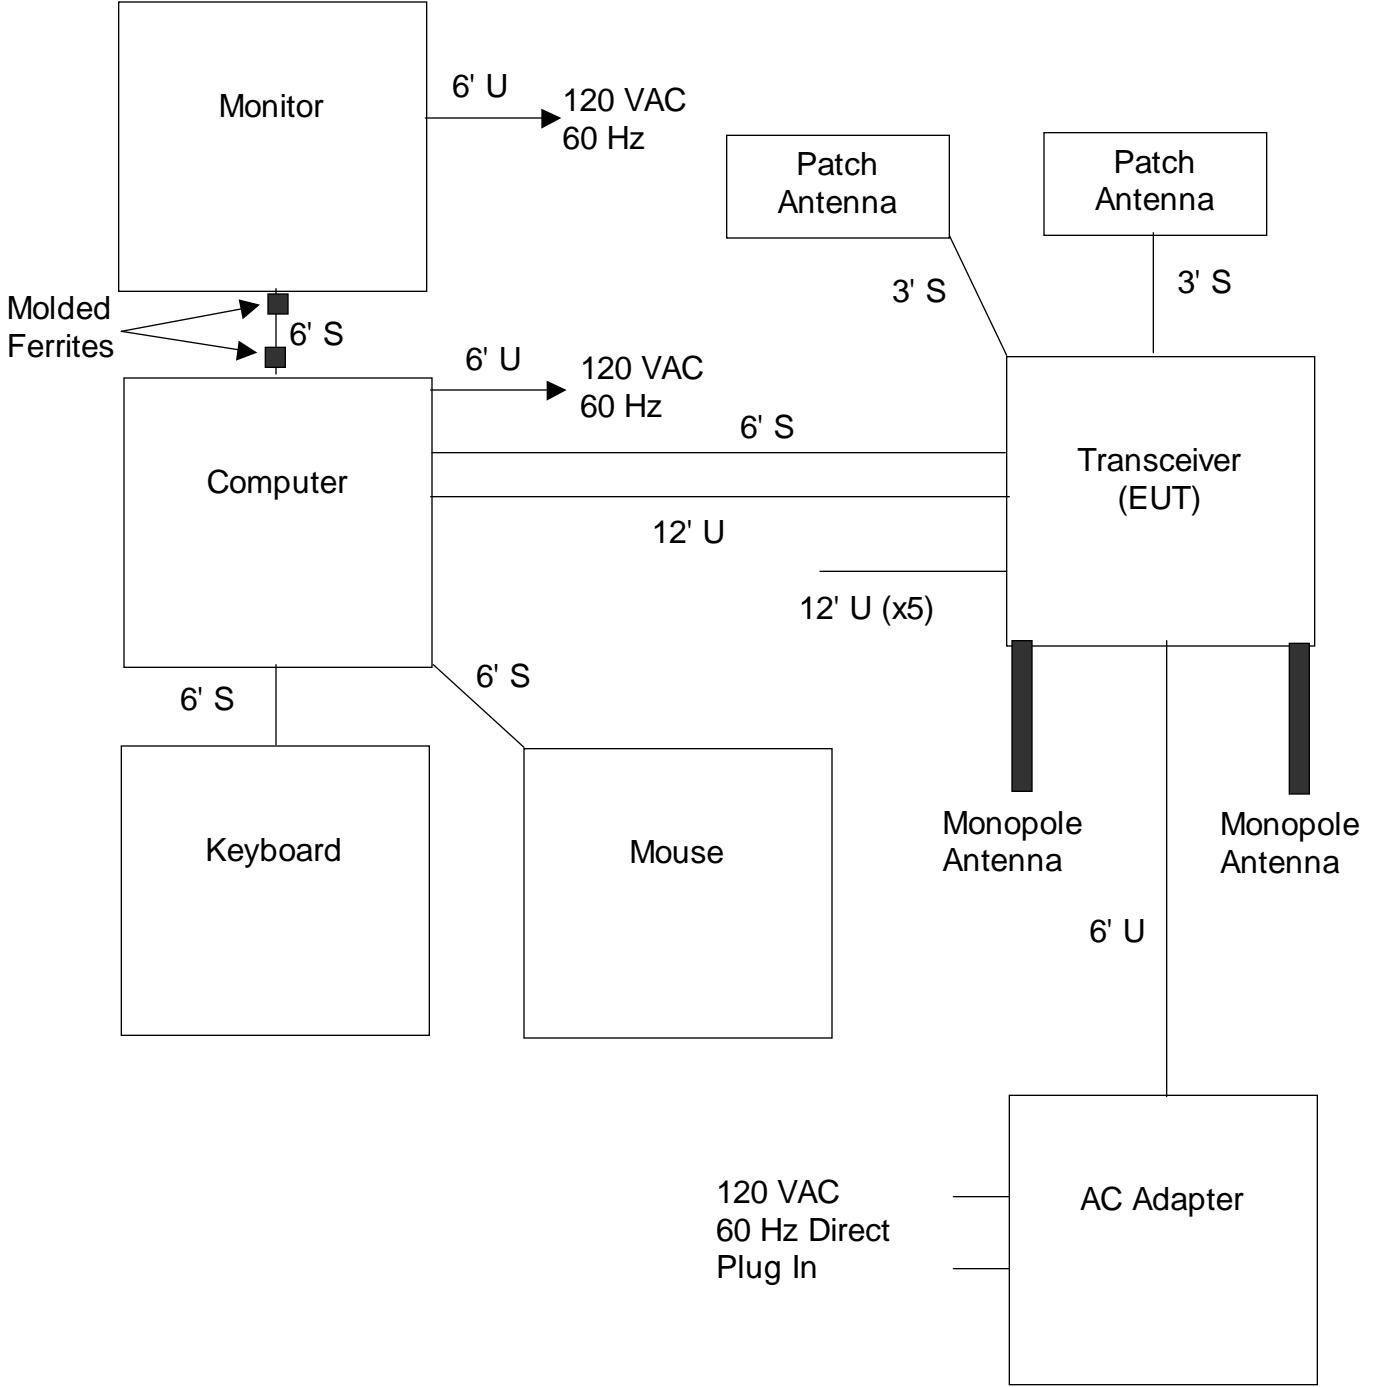 Monitor
6' U
120 VAC
60 Hz
Patch
Antenna
Patch
Antenna
3' S
3' S
Molded
Ferrites
6' S
6' U
120 VAC
60 Hz
6' S
Computer
Transceiver
(EUT)
12' U
12' U (x5)
6' S
6' S
Keyboard
Mouse
Monopole
Antenna
Monopole
Antenna
6' U
120 VAC
60 Hz Direct
Plug In
AC Adapter